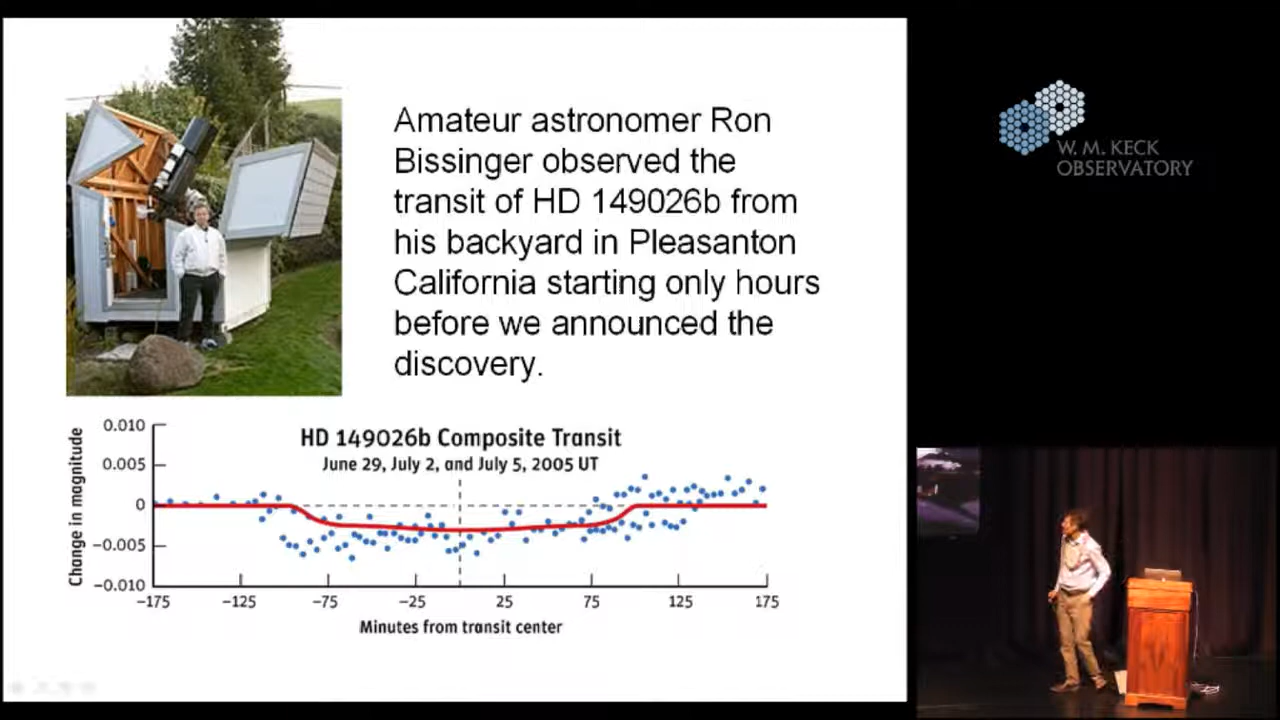 Amateur astronomer Ron
Bissinger observed the
transit of HD 149026b from
his backyard in Pleasanton
California starting only hours
before we announced the
discovery.
W. M. KECK
OBSERVATORY
HD 149026b Composite Transit
June 29, July 2, and July 5, 2005 UT
Change in magnitude
0.010
0.005
0
−0.005
−0.010
−175
−125
−75
−25
25
75
125
175
Minutes from transit center